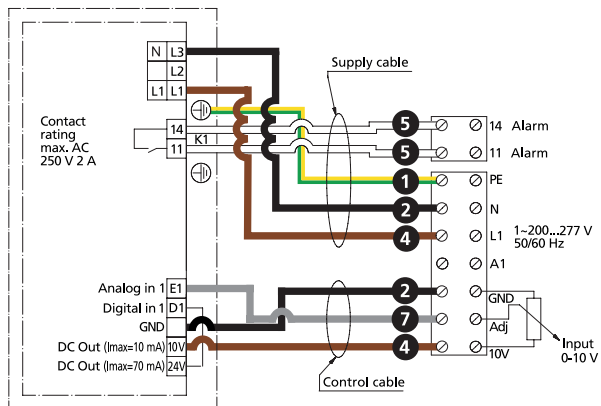 N L3
L2
L1 L1
Supply cable
Contact
rating
max. AC
250 V 2 A
14
K1
11
5
14 Alarm
5
11 Alarm
1
PE
2
N
4
L1
1~200...277 V
50/60 Hz
A1
Analog in 1 E1
Digital in 1 D1
GND
DC Out (Imax=10 mA) 10V
DC Out (Imax=70 mA) 24V
2
GND
7
Adj
4
10V
Input
0-10 V
Control cable